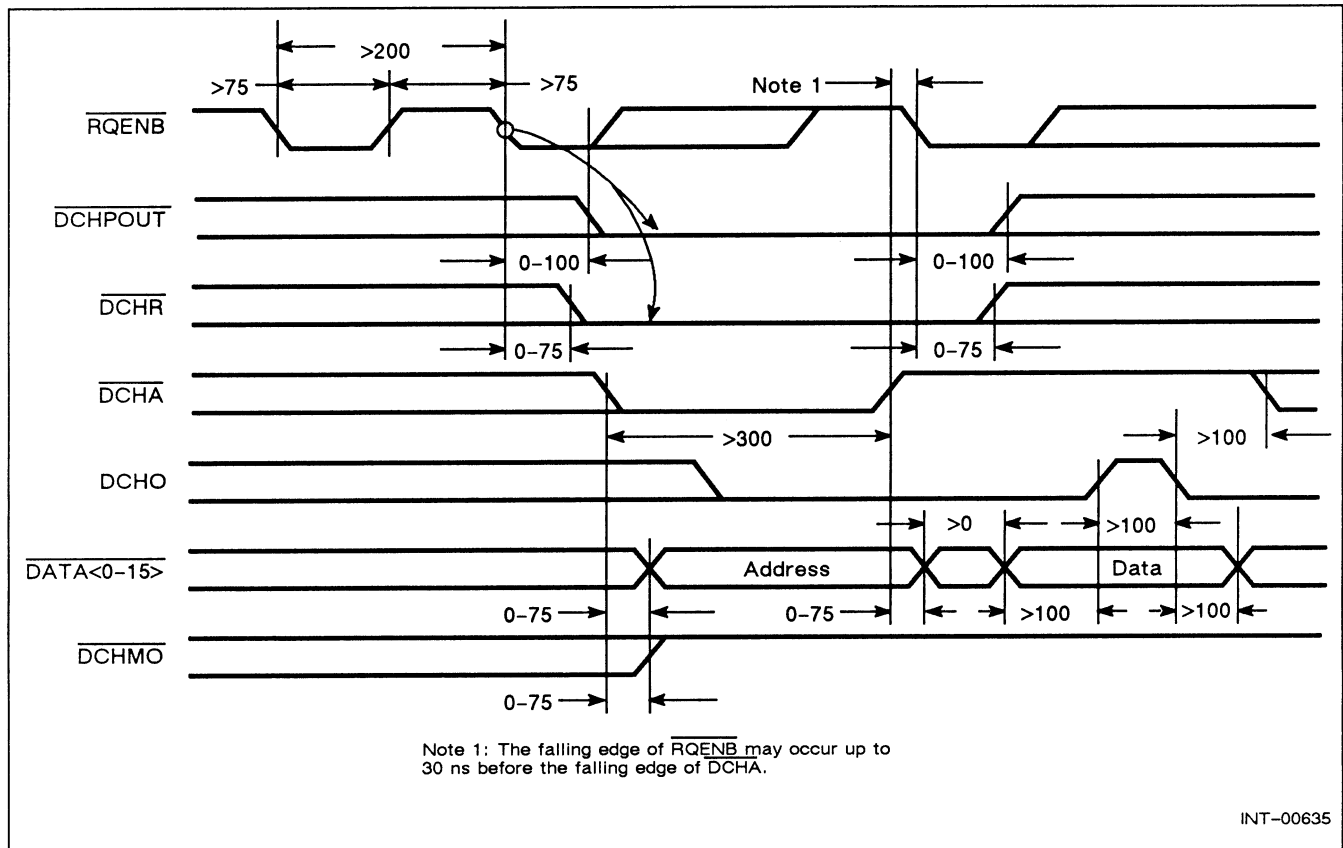 >200
>75
>75
Note 1
RQENB
DCHPOUT
0-100
0-100
DCHR
0-75
0-75
DCHA
>300
>100
DCHO
>0
>100
DATA<0-15>
Address
Data
0-75
0-75
>100
>100
DCHMO
0-75
Note 1: The falling edge of RQENB may occur up to
30 ns before the falling edge of DCHA.
INT-00635